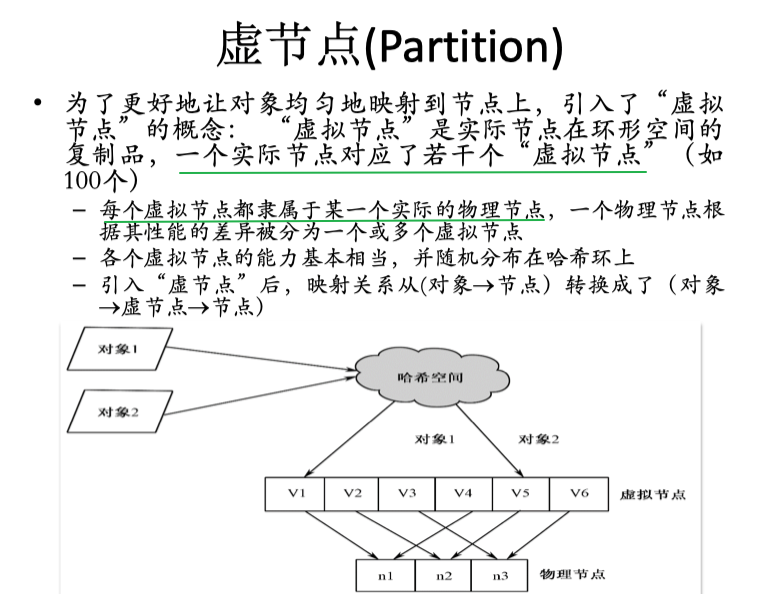 虚节点(Partition)
• 为了更好地让对象均匀地映射到节点上，引入了“虚拟
节点”的概念： “虚拟节点”是实际节点在环形空间的
复制品，一个实际节点对应了若干个“虚拟节点”（如
100个）
– 每个虚拟节点都隶属于某一个实际的物理节点，一个物理节点根
据其性能的差异被分为一个或多个虚拟节点
– 各个虚拟节点的能力基本相当，并随机分布在哈希环上
– 引入“虚节点”后，映射关系从(对象→节点）转换成了（对象
→虚节点→节点）
对象1
哈希空间
对象2
对象1 对象2
V1 V2 V3 V4 V5 V6 虚拟节点
n1 n2 n3 物理节点